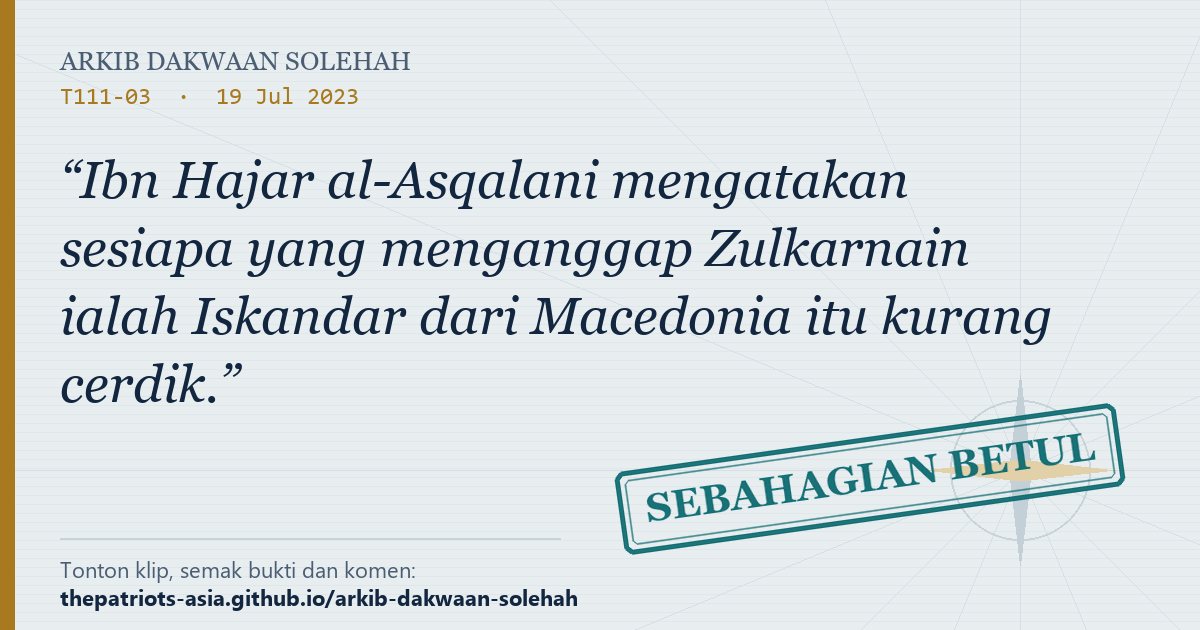 ARKIB DAKWAAN SOLEHAH
T111-03 · 19 Jul 2023
“Ibn Hajar al-Asqalani mengatakan
sesiapa yang menganggap Zulkarnain
ialah Iskandar dari Macedonia itu kurang
cerdik.”
SEBAHAGIAN BETUL
Tonton klip, semak bukti dan komen:
thepatriots-asia.github.io/arkib-dakwaan-solehah